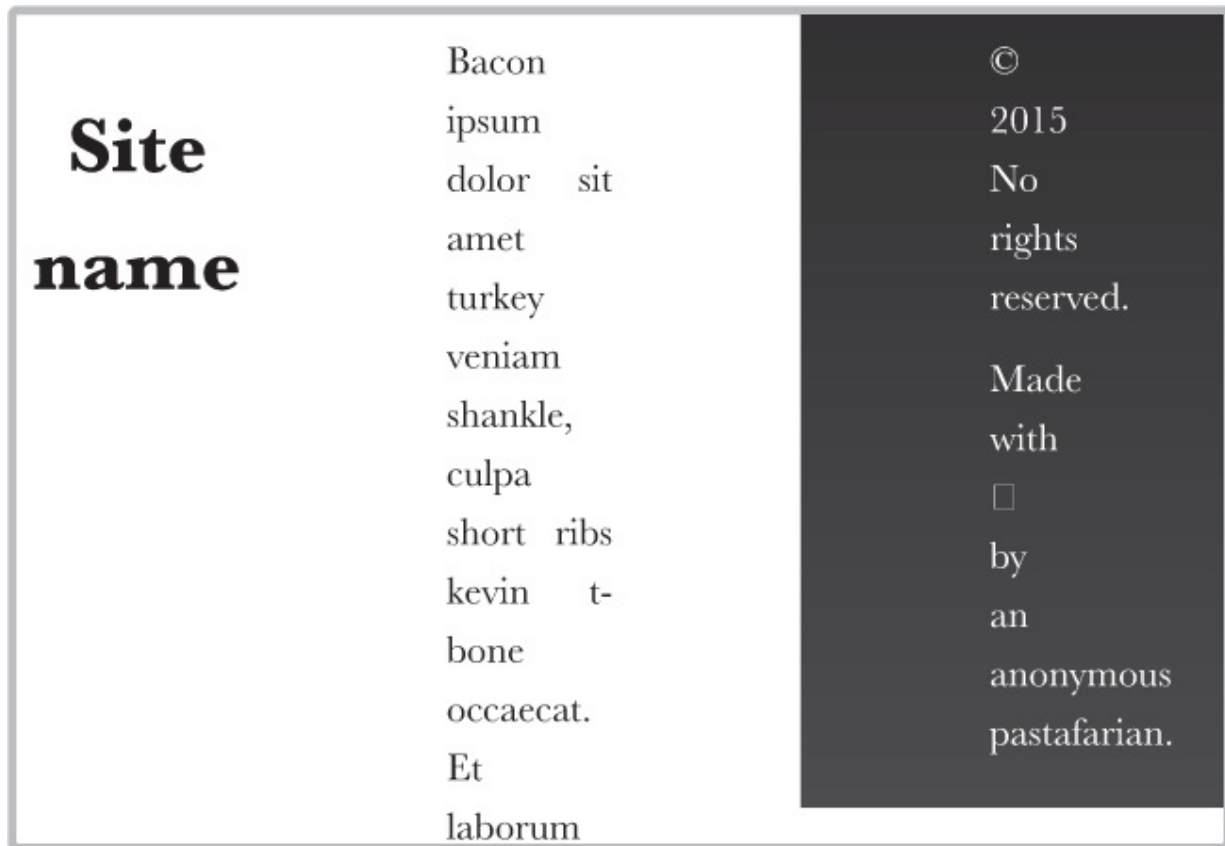 Site
name
Bacon
ipsum
dolor sit
amet
turkey
veniam
shankle,
culpa
short ribs
kevin t-
bone
occaecat.
Et
laborum
©
2015
No
rights
reserved.
Made
with
□
by
an
anonymous
pastafarian.